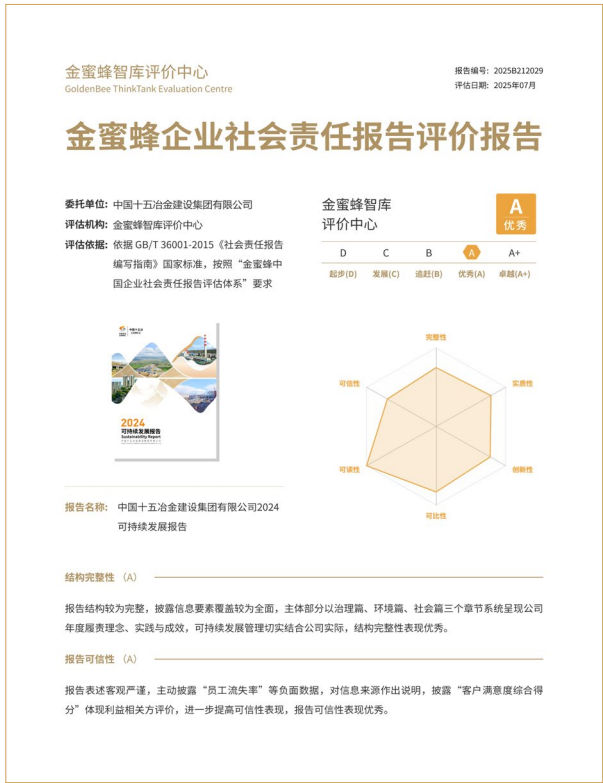 金蜜蜂智库评价中心
GoldenBee ThinkTank Evaluation Centre
报告编号：2025B212029
评估日期：2025年07月
金蜜蜂企业社会责任报告评价报告
委托单位：中国十五冶金建设集团有限公司
评估机构：金蜜蜂智库评价中心
评估依据：依据 GB/T 36001-2015《社会责任报告
编写指南》国家标准，按照“金蜜蜂中
国企业社会责任报告评估体系”要求
金蜜蜂智库
评价中心
A
优秀
D C B A A+
起步(D) 发展(C) 追赶(B) 优秀(A) 卓越(A+)
中国十五冶
2024
可持续发展报告
Sustainability Report
完整性
实质性
创新性
可比性
可读性
可信性
报告名称：中国十五冶金建设集团有限公司2024
可持续发展报告
结构完整性（A）
报告结构较为完整，披露信息要素覆盖较为全面，主体部分以治理篇、环境篇、社会篇三个章节系统呈现公司
年度履责理念、实践与成效，可持续发展管理切实结合公司实际，结构完整性表现优秀。
报告可信性（A）
报告表述客观严谨，主动披露“员工流失率”等负面数据，对信息来源作出说明，披露“客户满意度综合得
分”体现利益相关方评价，进一步提高可信性表现，报告可信性表现优秀。